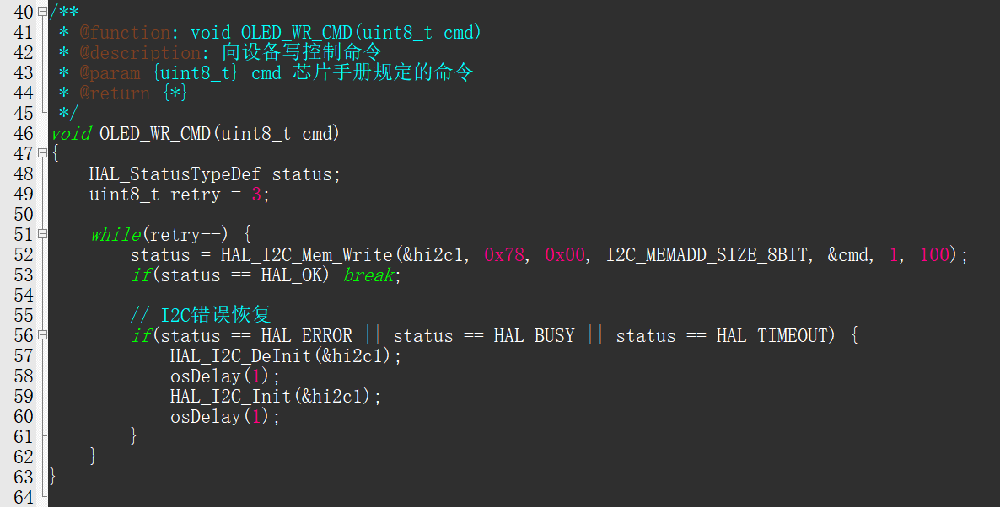 40 /**
41  * @function: void OLED_WR_CMD(uint8_t cmd)
42  * @description: 向设备写控制命令
43  * @param {uint8_t} cmd 芯片手册规定的命令
44  * @return {*}
45  */
46 void OLED_WR_CMD(uint8_t cmd)
47 {
48     HAL_StatusTypeDef status;
49     uint8_t retry = 3;
50
51     while(retry--) {
52         status = HAL_I2C_Mem_Write(&hi2c1, 0x78, 0x00, I2C_MEMADD_SIZE_8BIT, &cmd, 1, 100);
53         if(status == HAL_OK) break;
54
55         // I2C错误恢复
56         if(status == HAL_ERROR || status == HAL_BUSY || status == HAL_TIMEOUT) {
57             HAL_I2C_DeInit(&hi2c1);
58             osDelay(1);
59             HAL_I2C_Init(&hi2c1);
60             osDelay(1);
61         }
62     }
63 }
64